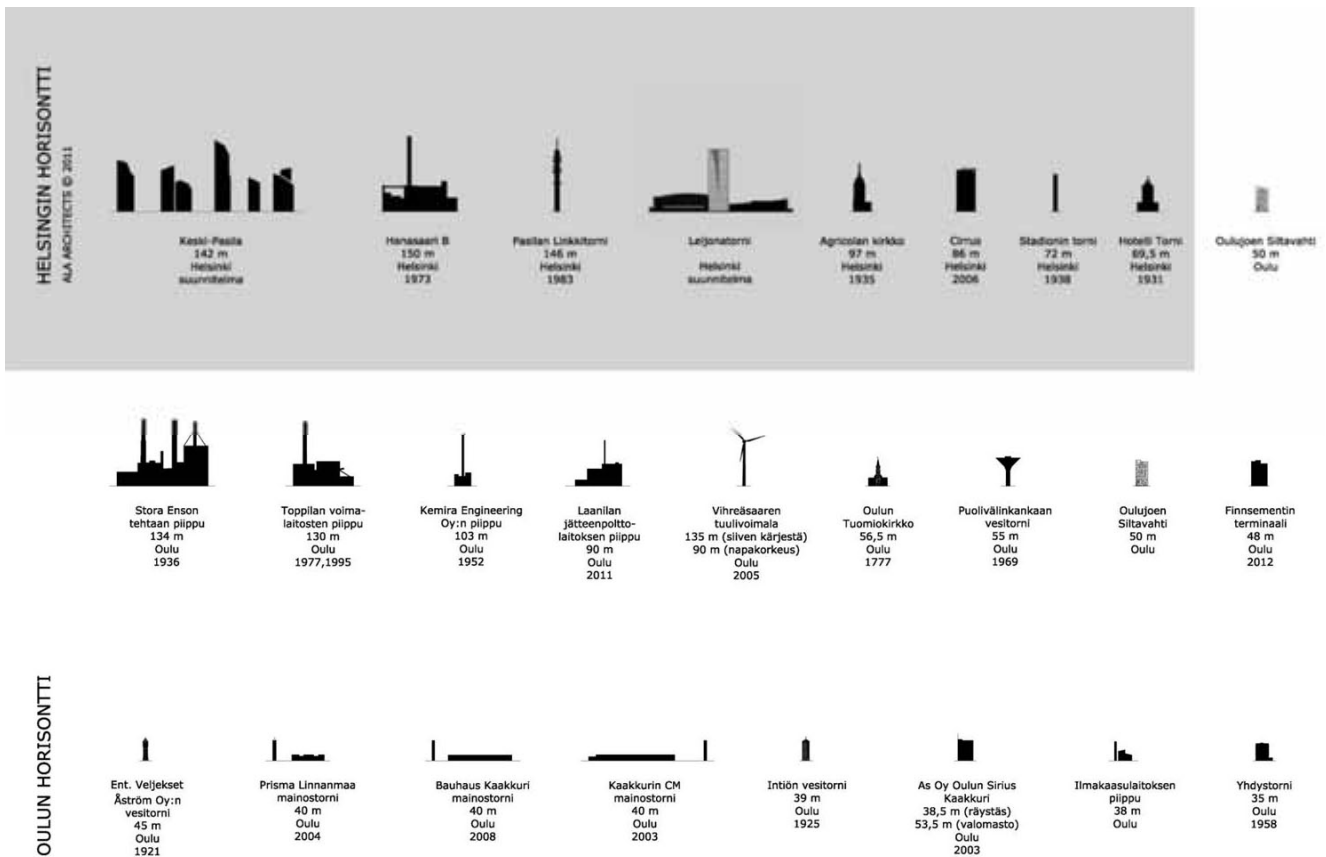 HELSINGIN HORISONTTI
ALA ARCHITECTS © 2011
Keski-Pasila
142 m
Helsinki
suunnitelma
Hanasaari B
150 m
Helsinki
1973
Pasilan Linkkitorni
146 m
Helsinki
1983
Leijonatorni
Helsinki
suunnitelma
Agricolan kirkko
97 m
Helsinki
1935
Cirrus
86 m
Helsinki
2006
Stadionin torni
72 m
Helsinki
1938
Hotelli Torni
69,5 m
Helsinki
1931
Oulujoen Siltavahti
50 m
Oulu
Stora Enson
tehtaan piippu
134 m
Oulu
1936
Toppilan voima-
laitosten piippu
130 m
Oulu
1977,1995
Kemira Engineering
Oy:n piippu
103 m
Oulu
1952
Laanilan
jätteenpoltto-
laitoksen piippu
90 m
Oulu
2011
Vihreäsaaren
tuulivoimala
135 m (siiven kärjestä)
90 m (napakorkeus)
Oulu
2005
Oulun
Tuomiokirkko
56,5 m
Oulu
1777
Puolivälinkankaan
vesitorni
55 m
Oulu
1969
Oulujoen
Siltavahti
50 m
Oulu
Finnsementin
terminaali
48 m
Oulu
2012
OULUN HORISONTTI
Ent. Veljekset
Åström Oy:n
vesitorni
45 m
Oulu
1921
Prisma Linnanmaa
mainostorni
40 m
Oulu
2004
Bauhaus Kaakkuri
mainostorni
40 m
Oulu
2008
Kaakkurin CM
mainostorni
40 m
Oulu
2003
Intiön vesitorni
39 m
Oulu
1925
As Oy Oulun Sirius
Kaakkuri
38,5 m (räystäs)
53,5 m (valomasto)
Oulu
2003
Ilmakaasulaitoksen
piippu
38 m
Oulu
Yhdystorni
35 m
Oulu
1958